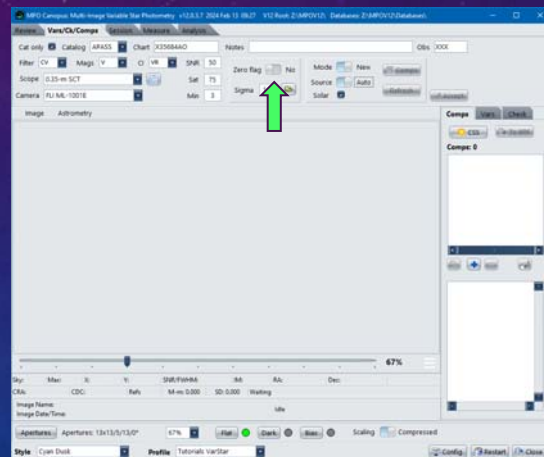 MPO Canopus: Multi-Image Variable Star Photometry v12.0.3.7 2024 Feb 13 09:27 V12 Root: Z:\MPOV12\ Databases: Z:\MPOV12\Databases\
Review Vars/Ck/Comps Session Measure Analysis
Cat only Catalog APASS Chart X35684AO Notes Obs XXX
Filter CV Mags V CI VR SNR 50 Zero flag No Mode New Compute
Scope 0.35-m SCT Sat 75 Source Auto
Camera FLI ML-1001E Min 3 Sigma Solar Refresh Accept
Image Astrometry Comps Vars Check
CSS
Comps: 0
67%
Sky: Max: X: Y: SNR/FWHM: :M: RA: Dec:
CRA: CDC: Refs M-m: 0.000 SD: 0.000 Waiting
Image Name:
Image Date/Time: Idle
Apertures Apertures: 13x13/5/13/0° 67% Flat Dark Bias Scaling Compressed
Style Cyan Dusk Profile Tutorials VarStar Config Restart Close